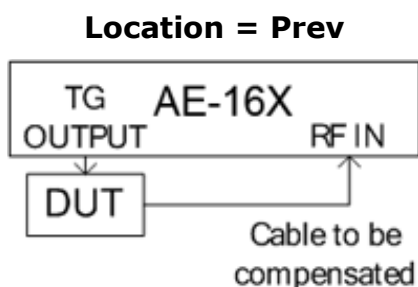 Location = Prev
TG AE-16X
OUTPUT RF IN
DUT
Cable to be
compensated